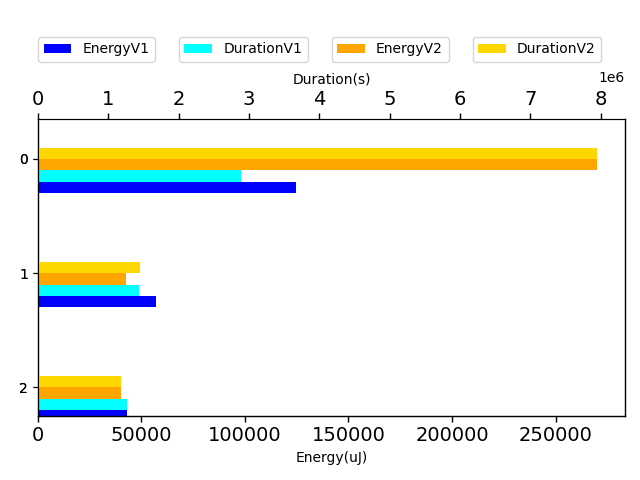 EnergyV1 DurationV1 EnergyV2 DurationV2
Duration(s)
1e6
0 1 2 3 4 5 6 7 8
0
1
2
0 50000 100000 150000 200000 250000
Energy(uJ)